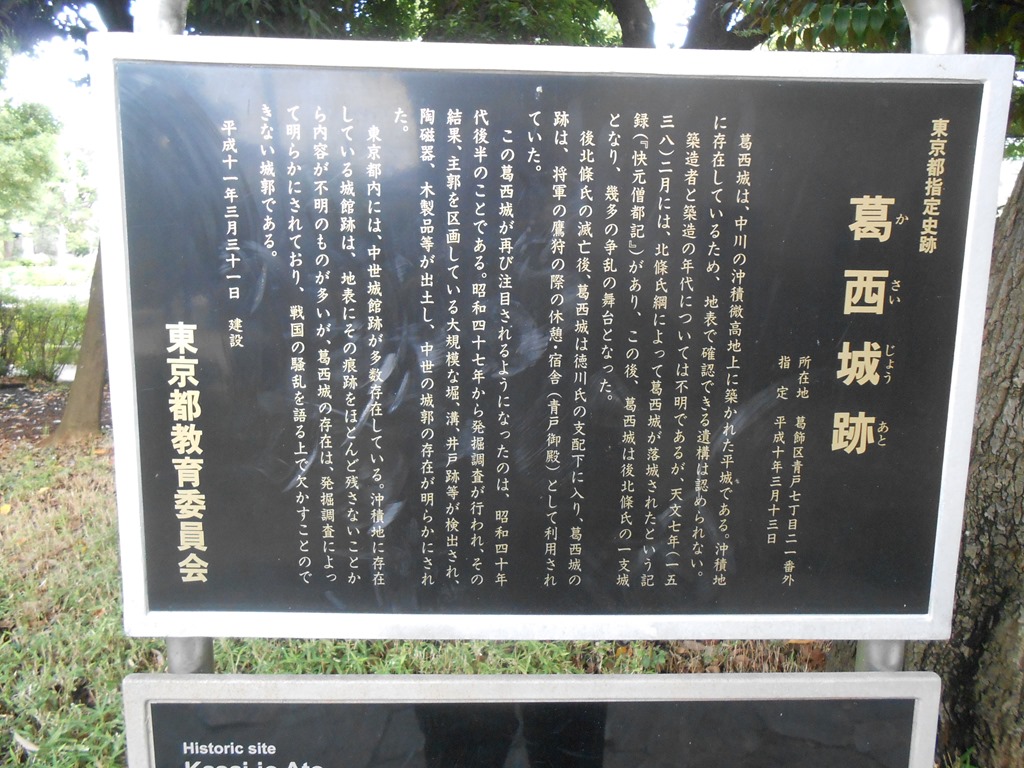 東京都指定史跡
葛西城跡
かさいじょうあと
所在地 葛飾区青戸七丁目二一番外
指定 平成十年三月十三日
葛西城は、中川の沖積微高地上に築かれた平城である。沖積地
に存在しているため、地表で確認できる遺構は認められない。
築造者と築造の年代については不明であるが、天文七年(一五
三八)二月には、北條氏綱によって葛西城が落城されたという記
録(『快元僧都記』)があり、この後、葛西城は後北條氏の一支城
となり、幾多の争乱の舞台となった。
後北條氏の滅亡後、葛西城は徳川氏の支配下に入り、葛西城の
跡は、将軍の鷹狩の際の休憩・宿舎(青戸御殿)として利用され
ていた。
この葛西城が再び注目されるようになったのは、昭和四十年
代後半のことである。昭和四十七年から発掘調査が行われ、その
結果、主郭を区画している大規模な堀、溝、井戸跡等が検出され、
陶磁器、木製品等が出土し、中世の城郭の存在が明らかにされ
た。
東京都内には、中世城館跡が多数存在している。沖積地に存在
している城館跡は、地表にその痕跡をほとんど残さないことか
ら内容が不明のものが多いが、葛西城の存在は、発掘調査によっ
て明らかにされており、戦国の騒乱を語る上で欠かすことので
きない城郭である。
平成十一年三月三十一日 建設
東京都教育委員会
Historic site
Kasai-jo Ato